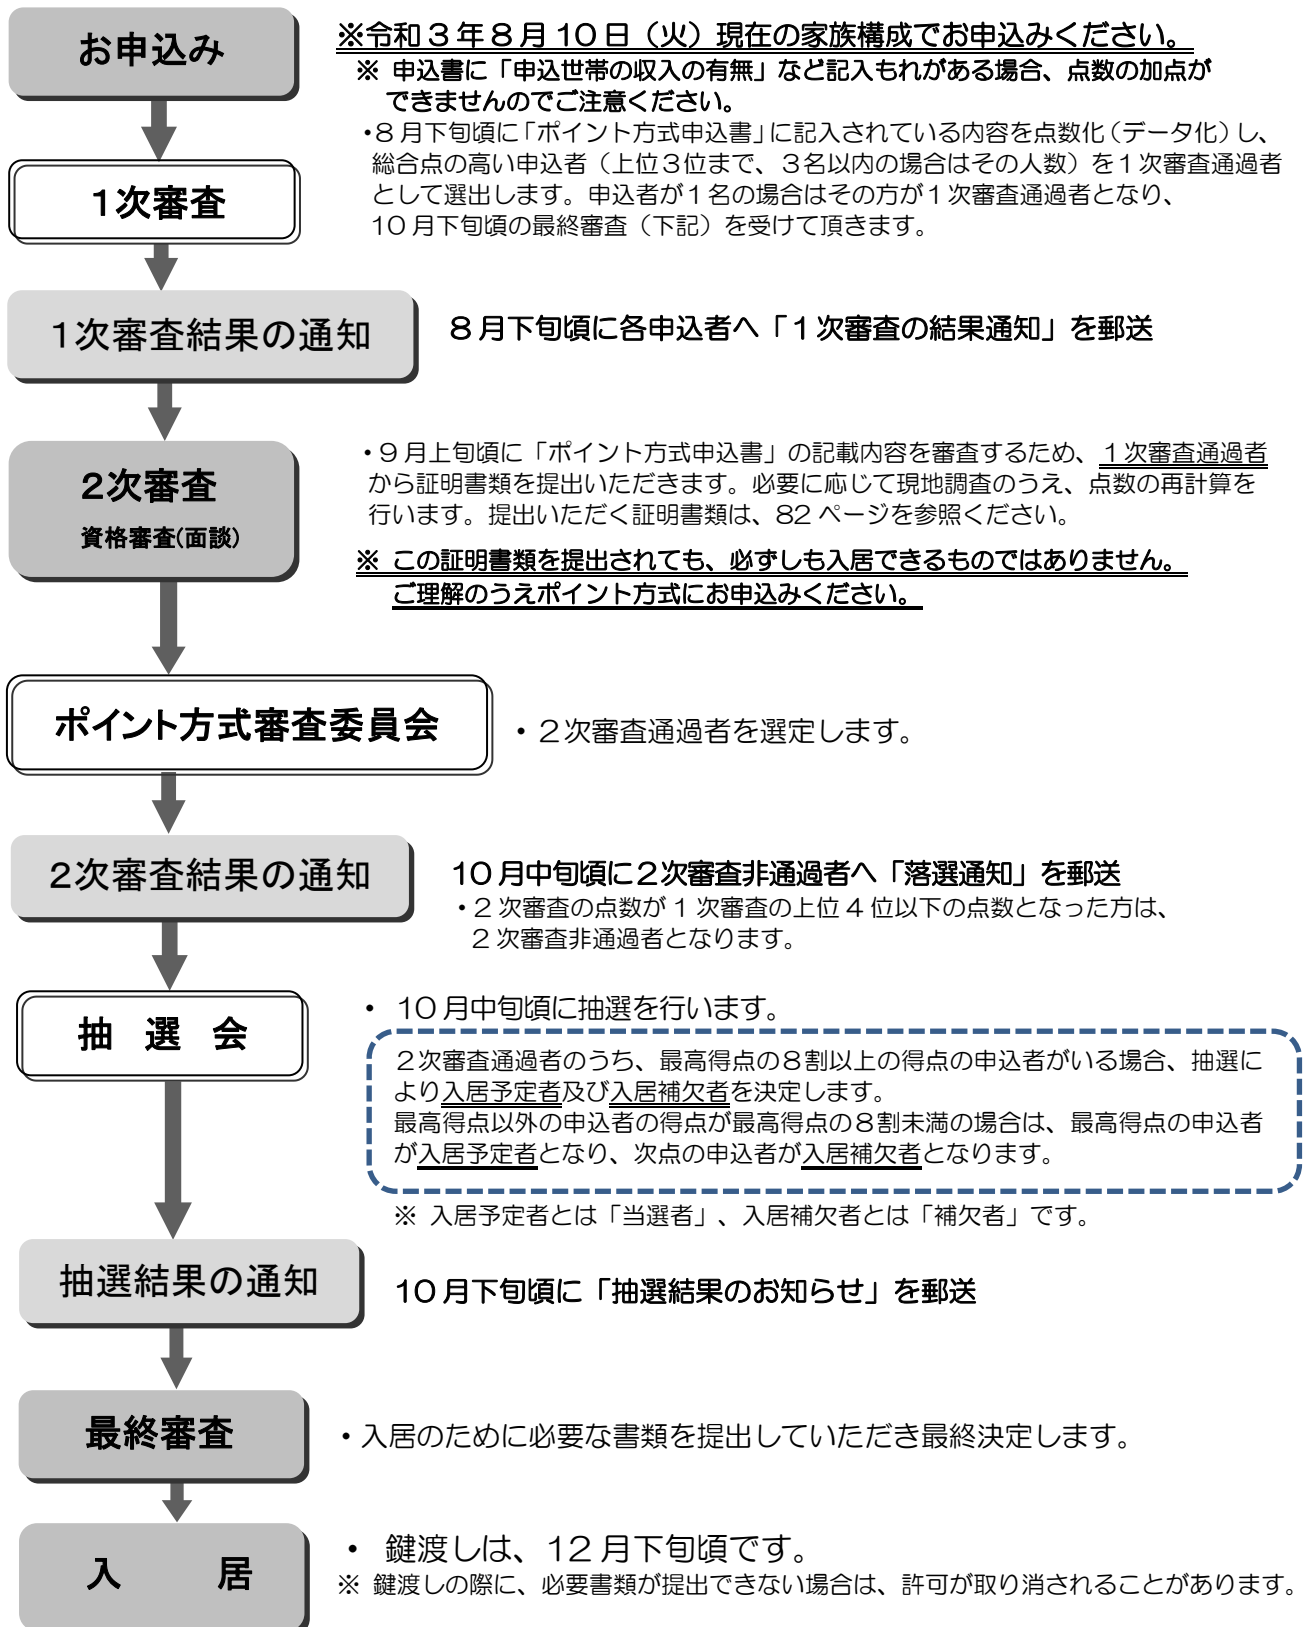 お申込み
※令和３年８月10日（火）現在の家族構成でお申込みください。
※ 申込書に「申込世帯の収入の有無」など記入もれがある場合、点数の加点が
できませんのでご注意ください。
・８月下旬頃に「ポイント方式申込書」に記入されている内容を点数化（データ化）し、
総合点の高い申込者（上位３位まで、３名以内の場合はその人数）を１次審査通過者
として選出します。申込者が１名の場合はその方が１次審査通過者となり、
10月下旬頃の最終審査（下記）を受けて頂きます。
１次審査
１次審査結果の通知
８月下旬頃に各申込者へ「１次審査の結果通知」を郵送
２次審査
資格審査(面談)
・９月上旬頃に「ポイント方式申込書」の記載内容を審査するため、１次審査通過者
から証明書類を提出いただきます。必要に応じて現地調査のうえ、点数の再計算を
行います。提出いただく証明書類は、82ページを参照ください。
※ この証明書類を提出されても、必ずしも入居できるものではありません。
ご理解のうえポイント方式にお申込みください。
ポイント方式審査委員会
・２次審査通過者を選定します。
２次審査結果の通知
10月中旬頃に２次審査非通過者へ「落選通知」を郵送
・２次審査の点数が１次審査の上位４位以下の点数となった方は、
２次審査非通過者となります。
抽　選　会
・ 10月中旬頃に抽選を行います。
２次審査通過者のうち、最高得点の８割以上の得点の申込者がいる場合、抽選に
より入居予定者及び入居補欠者を決定します。
最高得点以外の申込者の得点が最高得点の８割未満の場合は、最高得点の申込者
が入居予定者となり、次点の申込者が入居補欠者となります。
※ 入居予定者とは「当選者」、入居補欠者とは「補欠者」です。
抽選結果の通知
10月下旬頃に「抽選結果のお知らせ」を郵送
最終審査
・入居のために必要な書類を提出していただき最終決定します。
入　　居
・ 鍵渡しは、12月下旬頃です。
※ 鍵渡しの際に、必要書類が提出できない場合は、許可が取り消されることがあります。